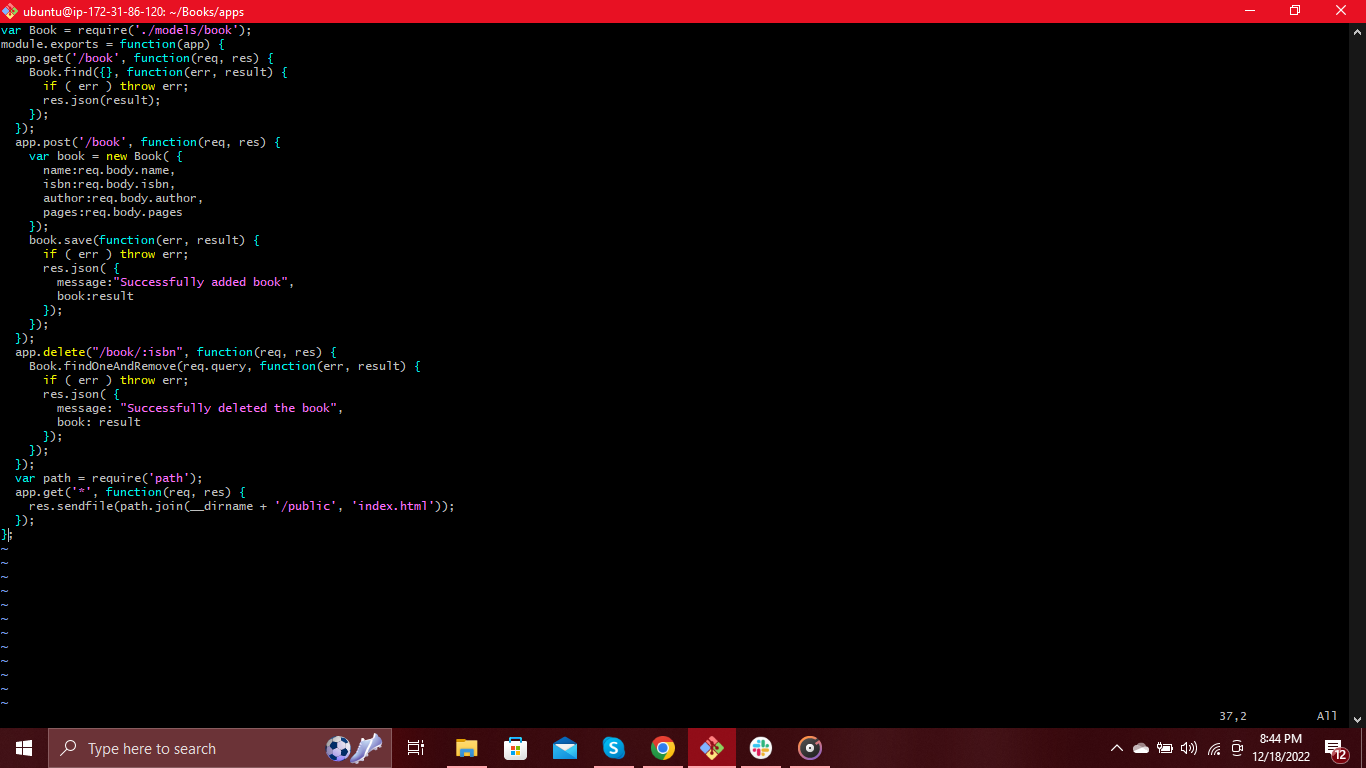 ubuntu@ip-172-31-86-120: ~/Books/apps
var Book = require('./models/book');
module.exports = function(app) {
  app.get('/book', function(req, res) {
    Book.find({}, function(err, result) {
      if ( err ) throw err;
      res.json(result);
    });
  });
  app.post('/book', function(req, res) {
    var book = new Book( {
      name:req.body.name,
      isbn:req.body.isbn,
      author:req.body.author,
      pages:req.body.pages
    });
    book.save(function(err, result) {
      if ( err ) throw err;
      res.json( {
        message:"Successfully added book",
        book:result
      });
    });
  });
  app.delete("/book/:isbn", function(req, res) {
    Book.findOneAndRemove(req.query, function(err, result) {
      if ( err ) throw err;
      res.json( {
        message: "Successfully deleted the book",
        book: result
      });
    });
  });
  var path = require('path');
  app.get('*', function(req, res) {
    res.sendfile(path.join(__dirname + '/public', 'index.html'));
  });
};
~
~
~
~
~
~
~
~
~
~
~
~
37,2 All
Type here to search
8:44 PM
12/18/2022
12